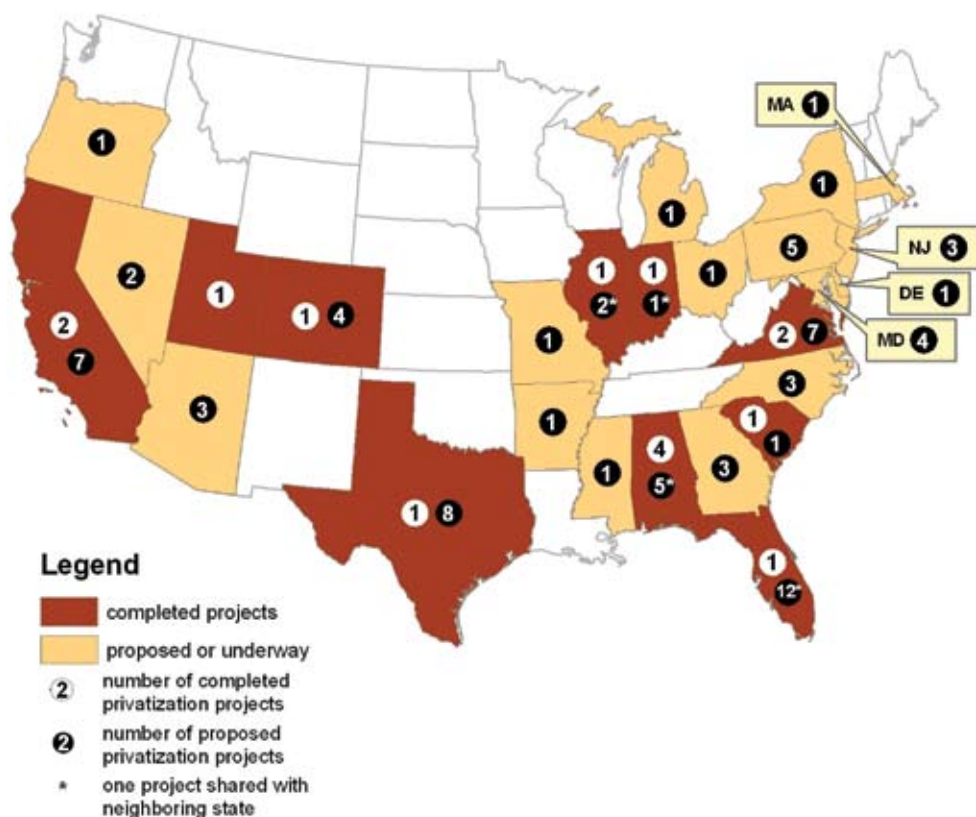 MA 1
1
1
1
5
NJ 3
1
1
1
2
1
DE 1
1
4
2*
1*
MD 4
2
1
2
7
7
3
3
1
1
4
1
1
3
5*
1
8
1
12*
Legend
completed projects
proposed or underway
2
number of completed
privatization projects
2
number of proposed
privatization projects
*
one project shared with
neighboring state